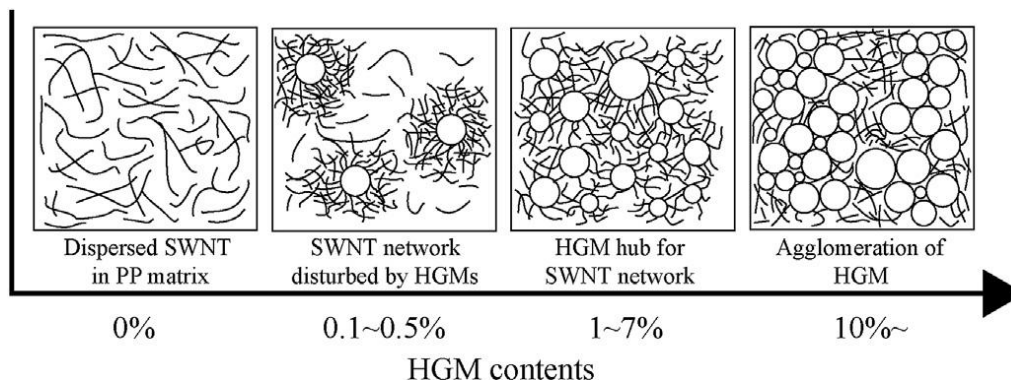 Dispersed SWNT
in PP matrix
SWNT network
disturbed by HGMs
HGM hub for
SWNT network
Agglomeration of
HGM
0%
0.1~0.5%
1~7%
10%~
HGM contents